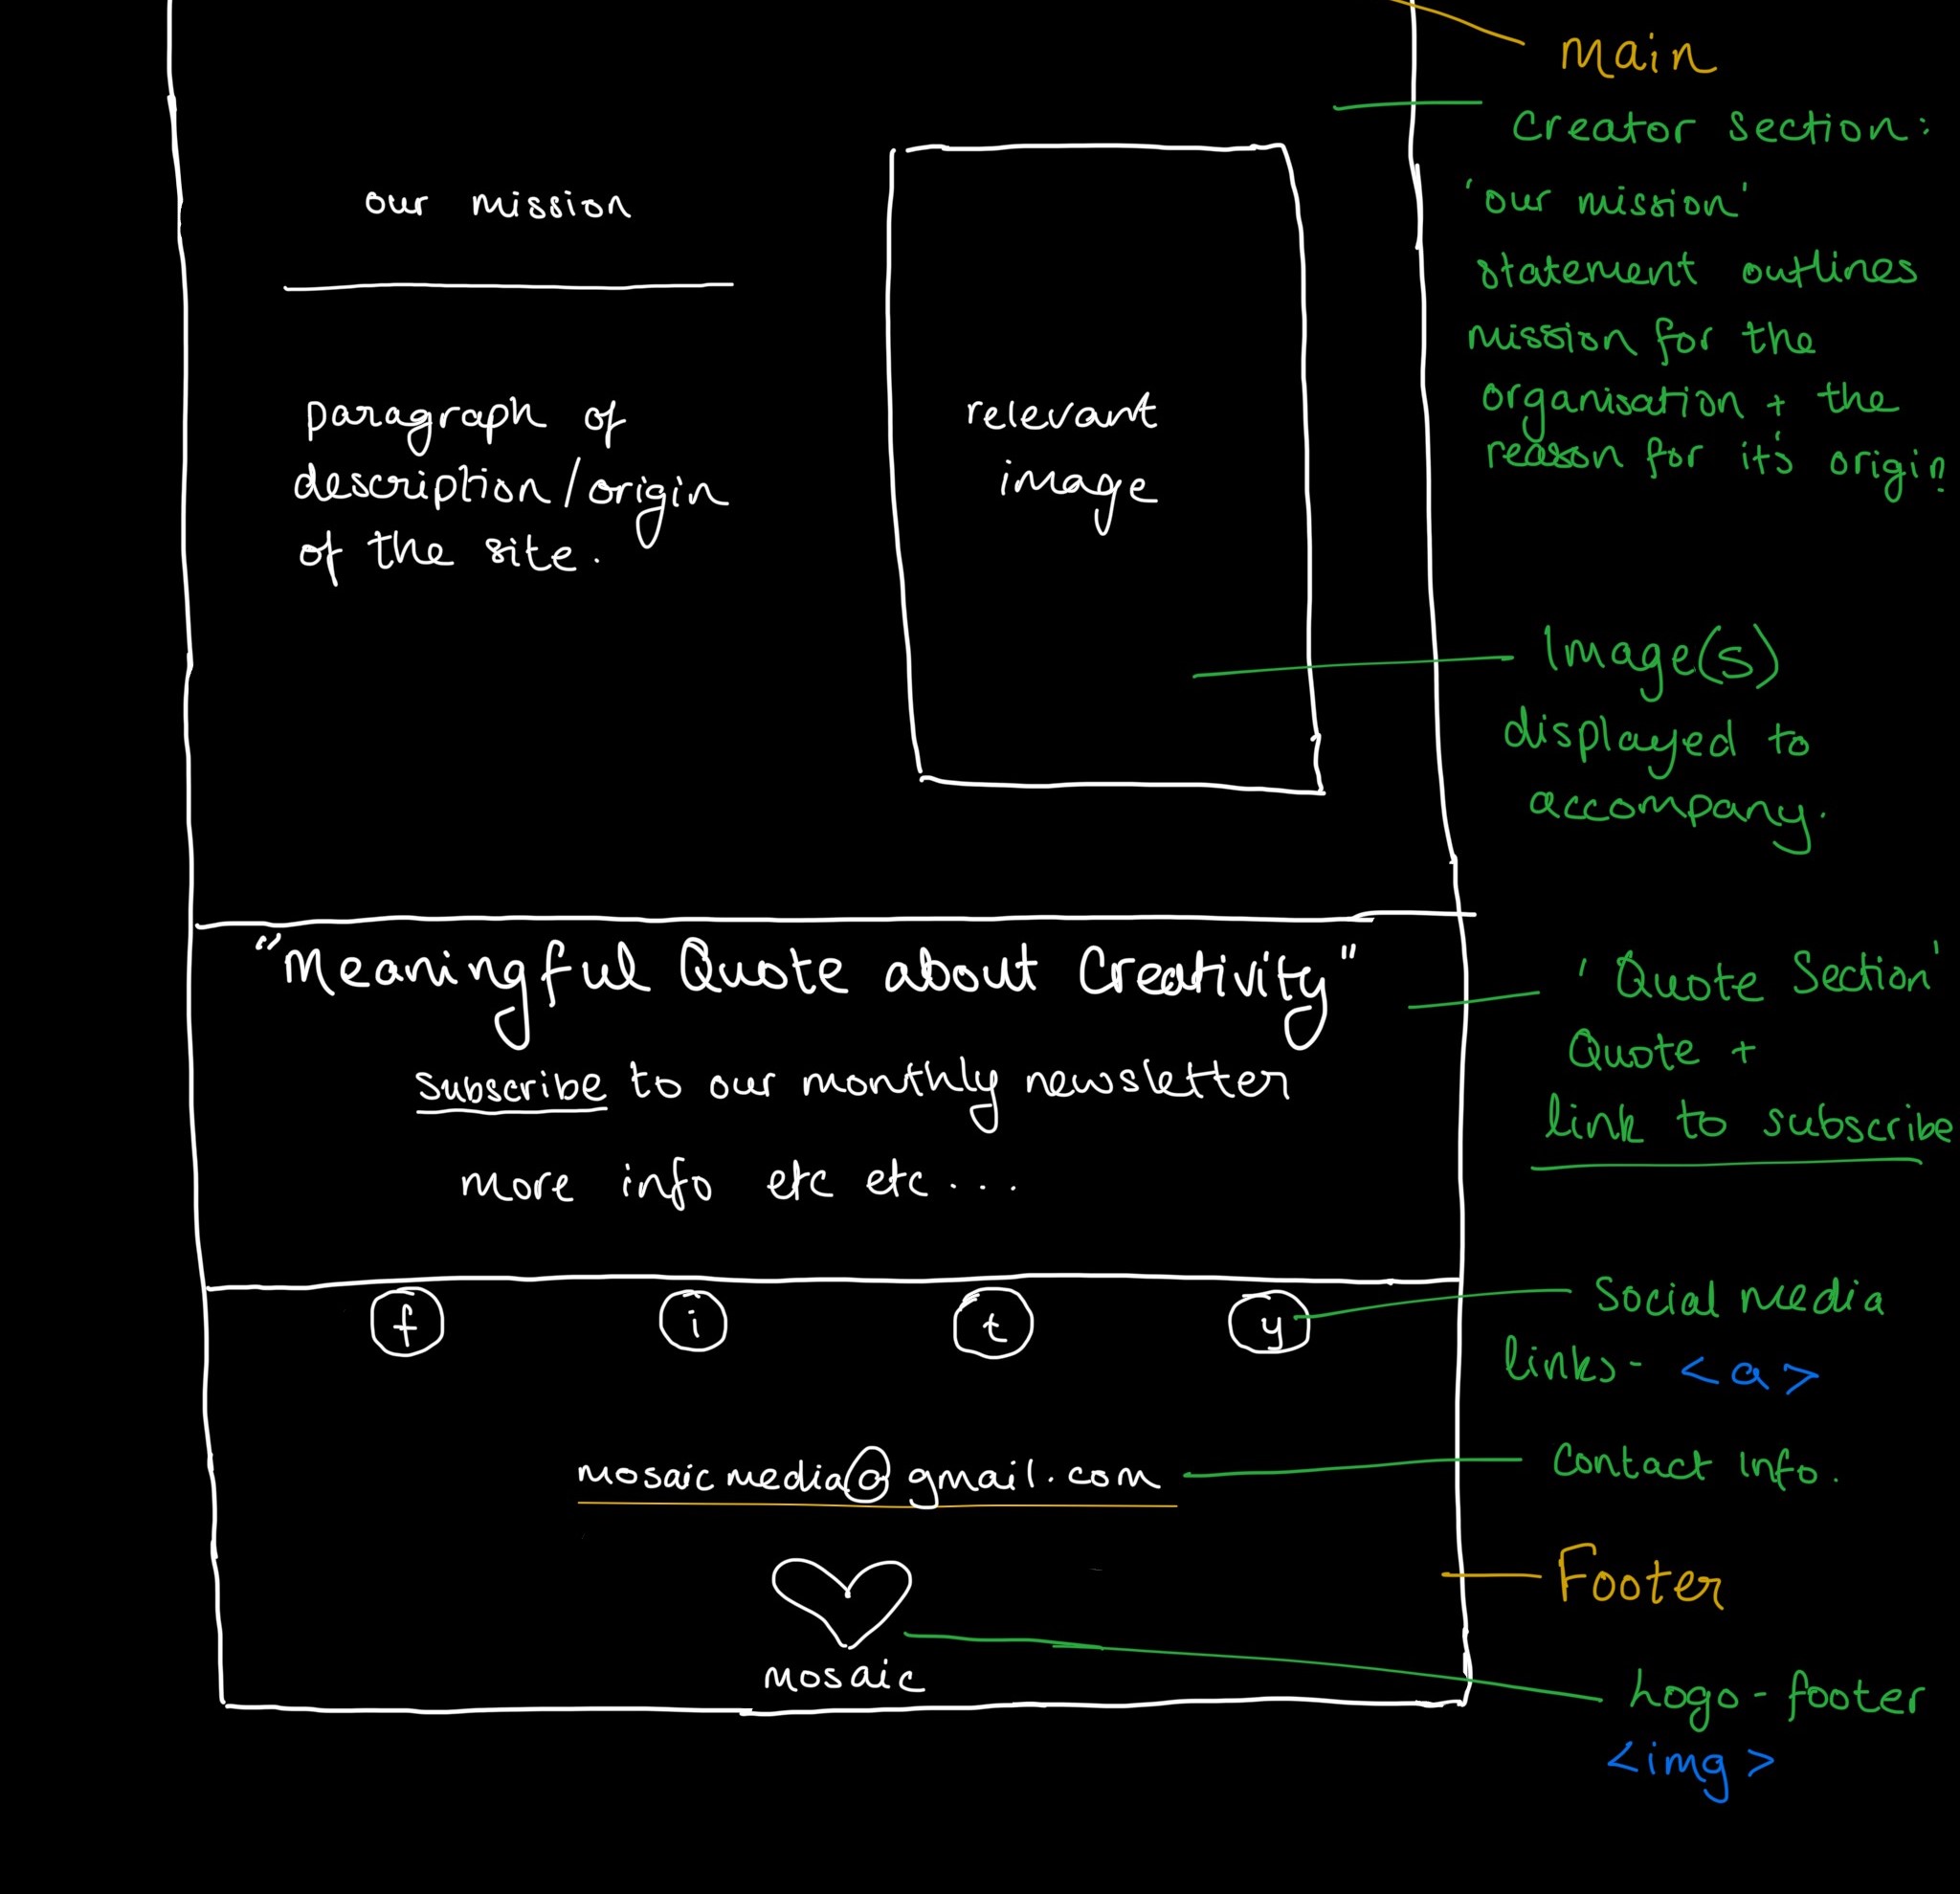 main
Creator section:
'our mission'
statement outlines
mission for the
organisation + the
reason for it's origin
our mission
paragraph of
description/origin
of the site.
relevant
image
Image(s)
displayed to
accompany.
"Meaningful Quote about Creativity"
subscribe to our monthly newsletter
more info etc etc....
'Quote Section'
Quote +
link to subscribe
f i t y
Social media
links- <a>
mosaicmedia@gmail.com
Contact Info.
Footer
mosaic
Logo-footer
<img>